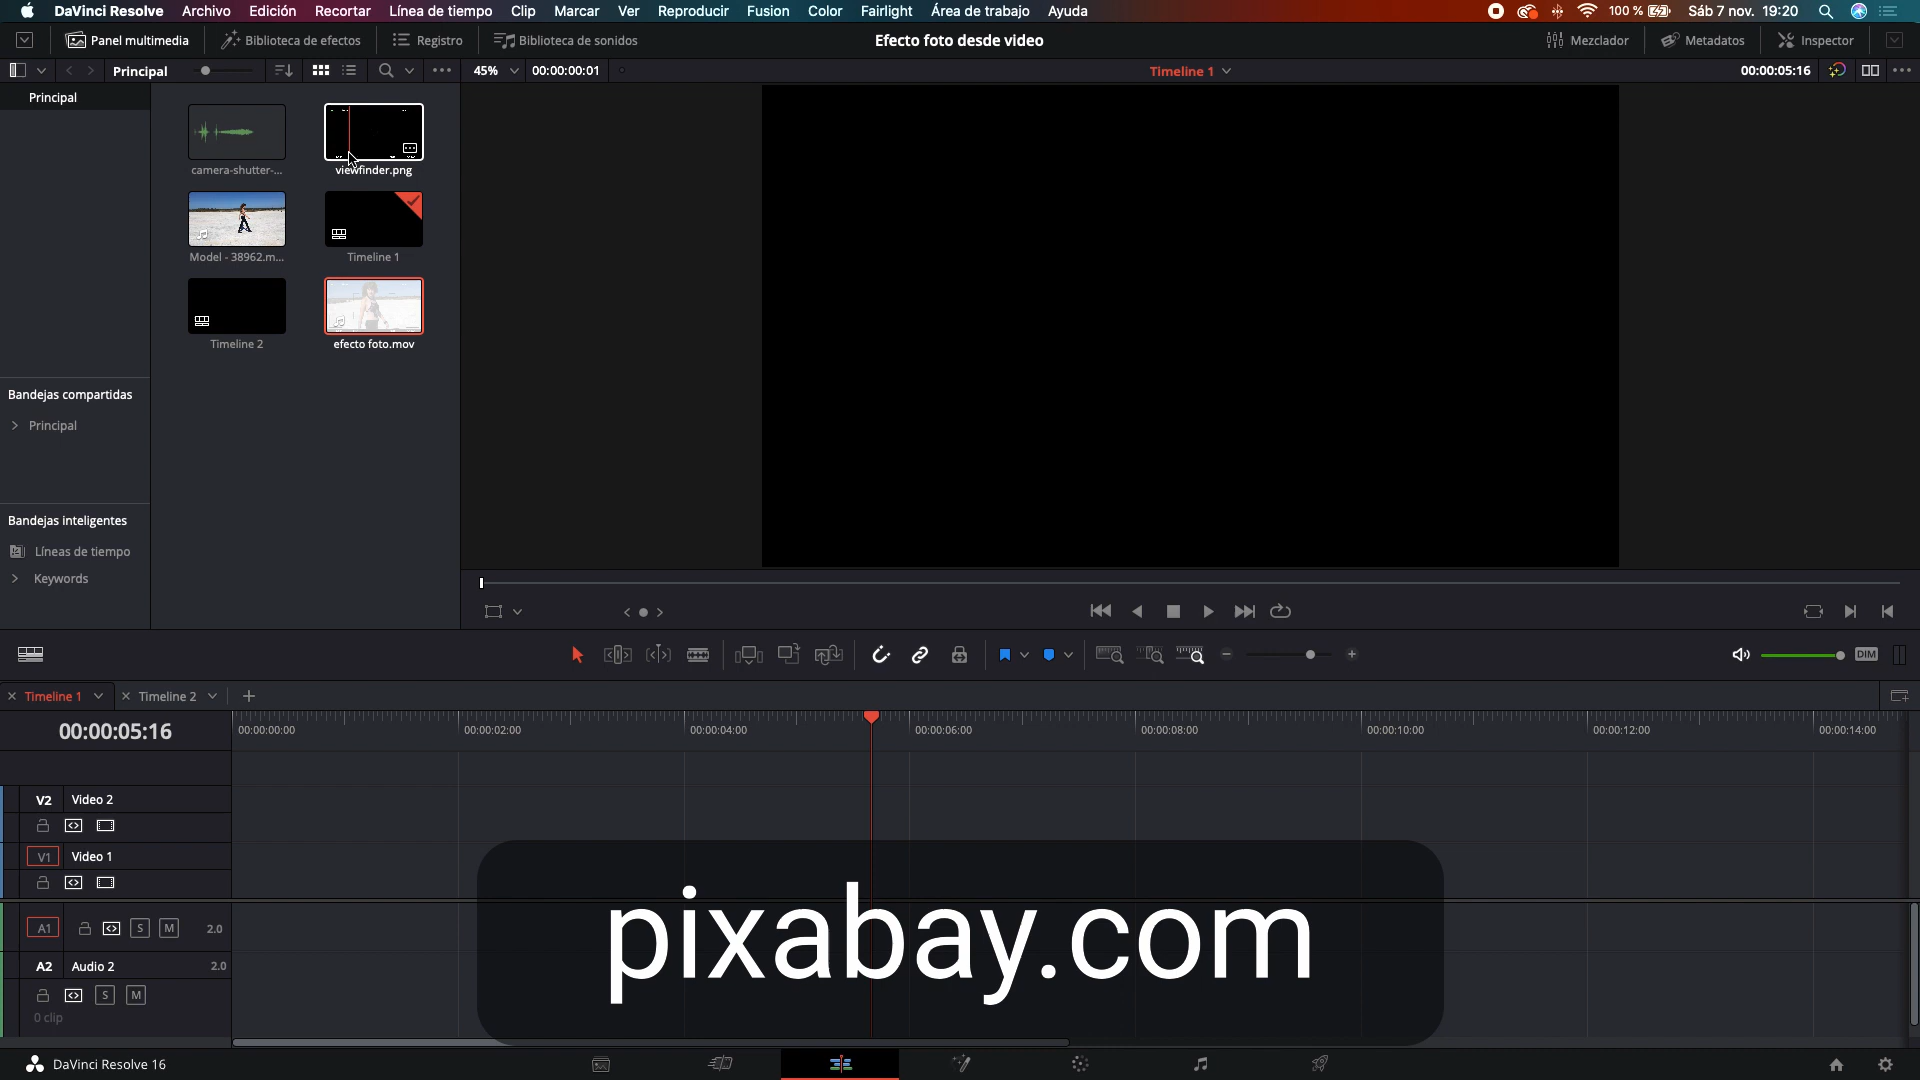 DaVinci Resolve Archivo Edición Recortar Línea de tiempo Clip Marcar Ver Reproducir Fusion Color Fairlight Área de trabajo Ayuda 100 % Sáb 7 nov. 19:20
Panel multimedia Biblioteca de efectos Registro Biblioteca de sonidos Efecto foto desde video Mezclador Metadatos Inspector
Principal 45% 00:00:00:01 Timeline 1 00:00:05:16
Principal
camera-shutter-... viewfinder.png
Model - 38962.m... Timeline 1
Timeline 2 efecto foto.mov
Bandejas compartidas
Principal
Bandejas inteligentes
Líneas de tiempo
Keywords
DIM
Timeline 1 Timeline 2
00:00:05:16
00:00:00:00 00:00:02:00 00:00:04:00 00:00:06:00 00:00:08:00 00:00:10:00 00:00:12:00 00:00:14:00
V2 Video 2
V1 Video 1
A1 S M 2.0
A2 Audio 2 2.0
S M
0 clip
pixabay.com
DaVinci Resolve 16